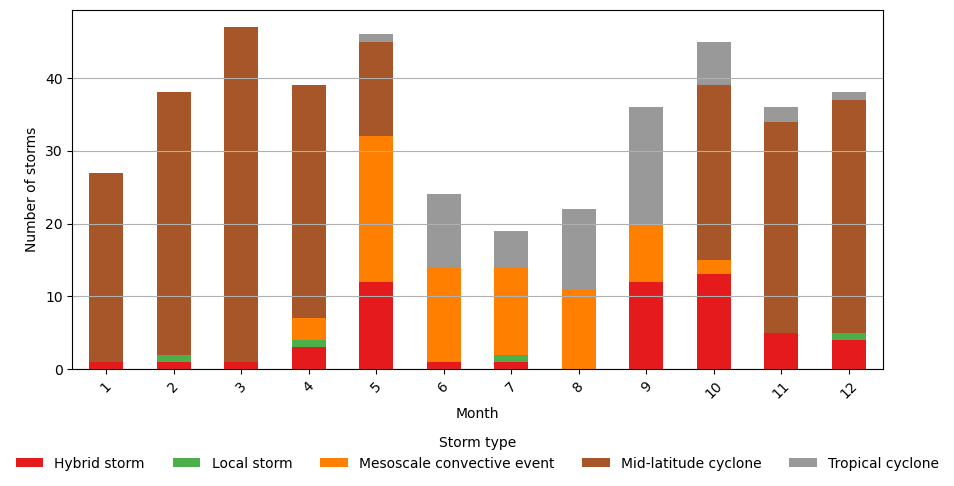 40
30
20
10
0
Number of storms
1 2 3 4 5 6 7 8 9 10 11 12
Month
Storm type
Hybrid storm Local storm Mesoscale convective event Mid-latitude cyclone Tropical cyclone